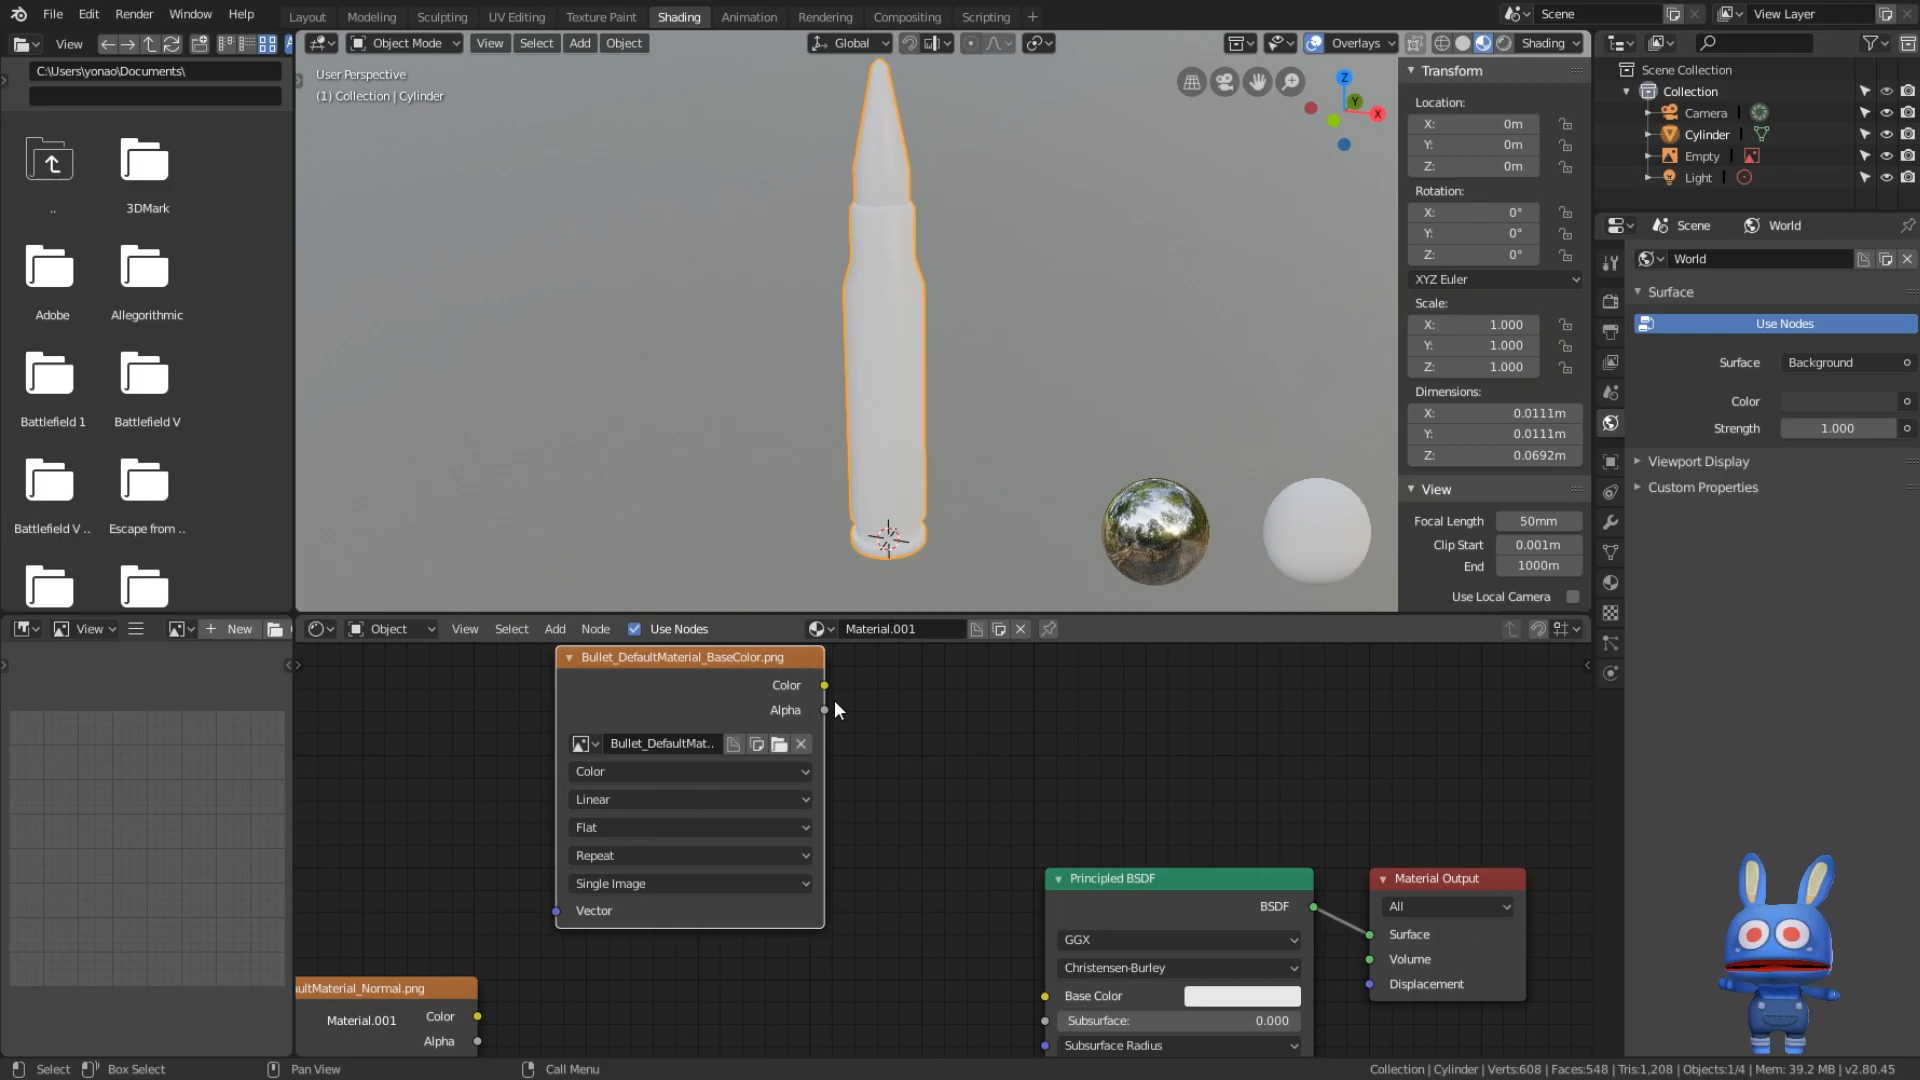 File Edit Render Window Help Layout Modeling Sculpting UV Editing Texture Paint Shading Animation Rendering Compositing Scripting + Scene View Layer
View Object Mode View Select Add Object Global Overlays Shading
C:\Users\yonao\Documents\
..
3DMark
Adobe
Allegorithmic
Battlefield 1
Battlefield V
Battlefield V ..
Escape from ..
User Perspective
(1) Collection | Cylinder
Z
Y
X
Transform
Location:
X: 0m
Y: 0m
Z: 0m
Rotation:
X: 0°
Y: 0°
Z: 0°
XYZ Euler
Scale:
X: 1.000
Y: 1.000
Z: 1.000
Dimensions:
X: 0.0111m
Y: 0.0111m
Z: 0.0692m
View
Focal Length 50mm
Clip Start 0.001m
End 1000m
Use Local Camera
Scene Collection
Collection
Camera
Cylinder
Empty
Light
Scene World
World
Surface
Use Nodes
Surface Background
Color
Strength 1.000
Viewport Display
Custom Properties
View + New
Object View Select Add Node Use Nodes Material.001
Bullet_DefaultMaterial_BaseColor.png
Color
Alpha
Bullet_DefaultMat..
Color
Linear
Flat
Repeat
Single Image
Vector
aultMaterial_Normal.png
Color
Alpha
Material.001
Principled BSDF
BSDF
GGX
Christensen-Burley
Base Color
Subsurface: 0.000
Subsurface Radius
Material Output
All
Surface
Volume
Displacement
Select Box Select Pan View Call Menu Collection | Cylinder | Verts:608 | Faces:548 | Tris:1,208 | Objects:1/4 | Mem: 39.2 MB | v2.80.45